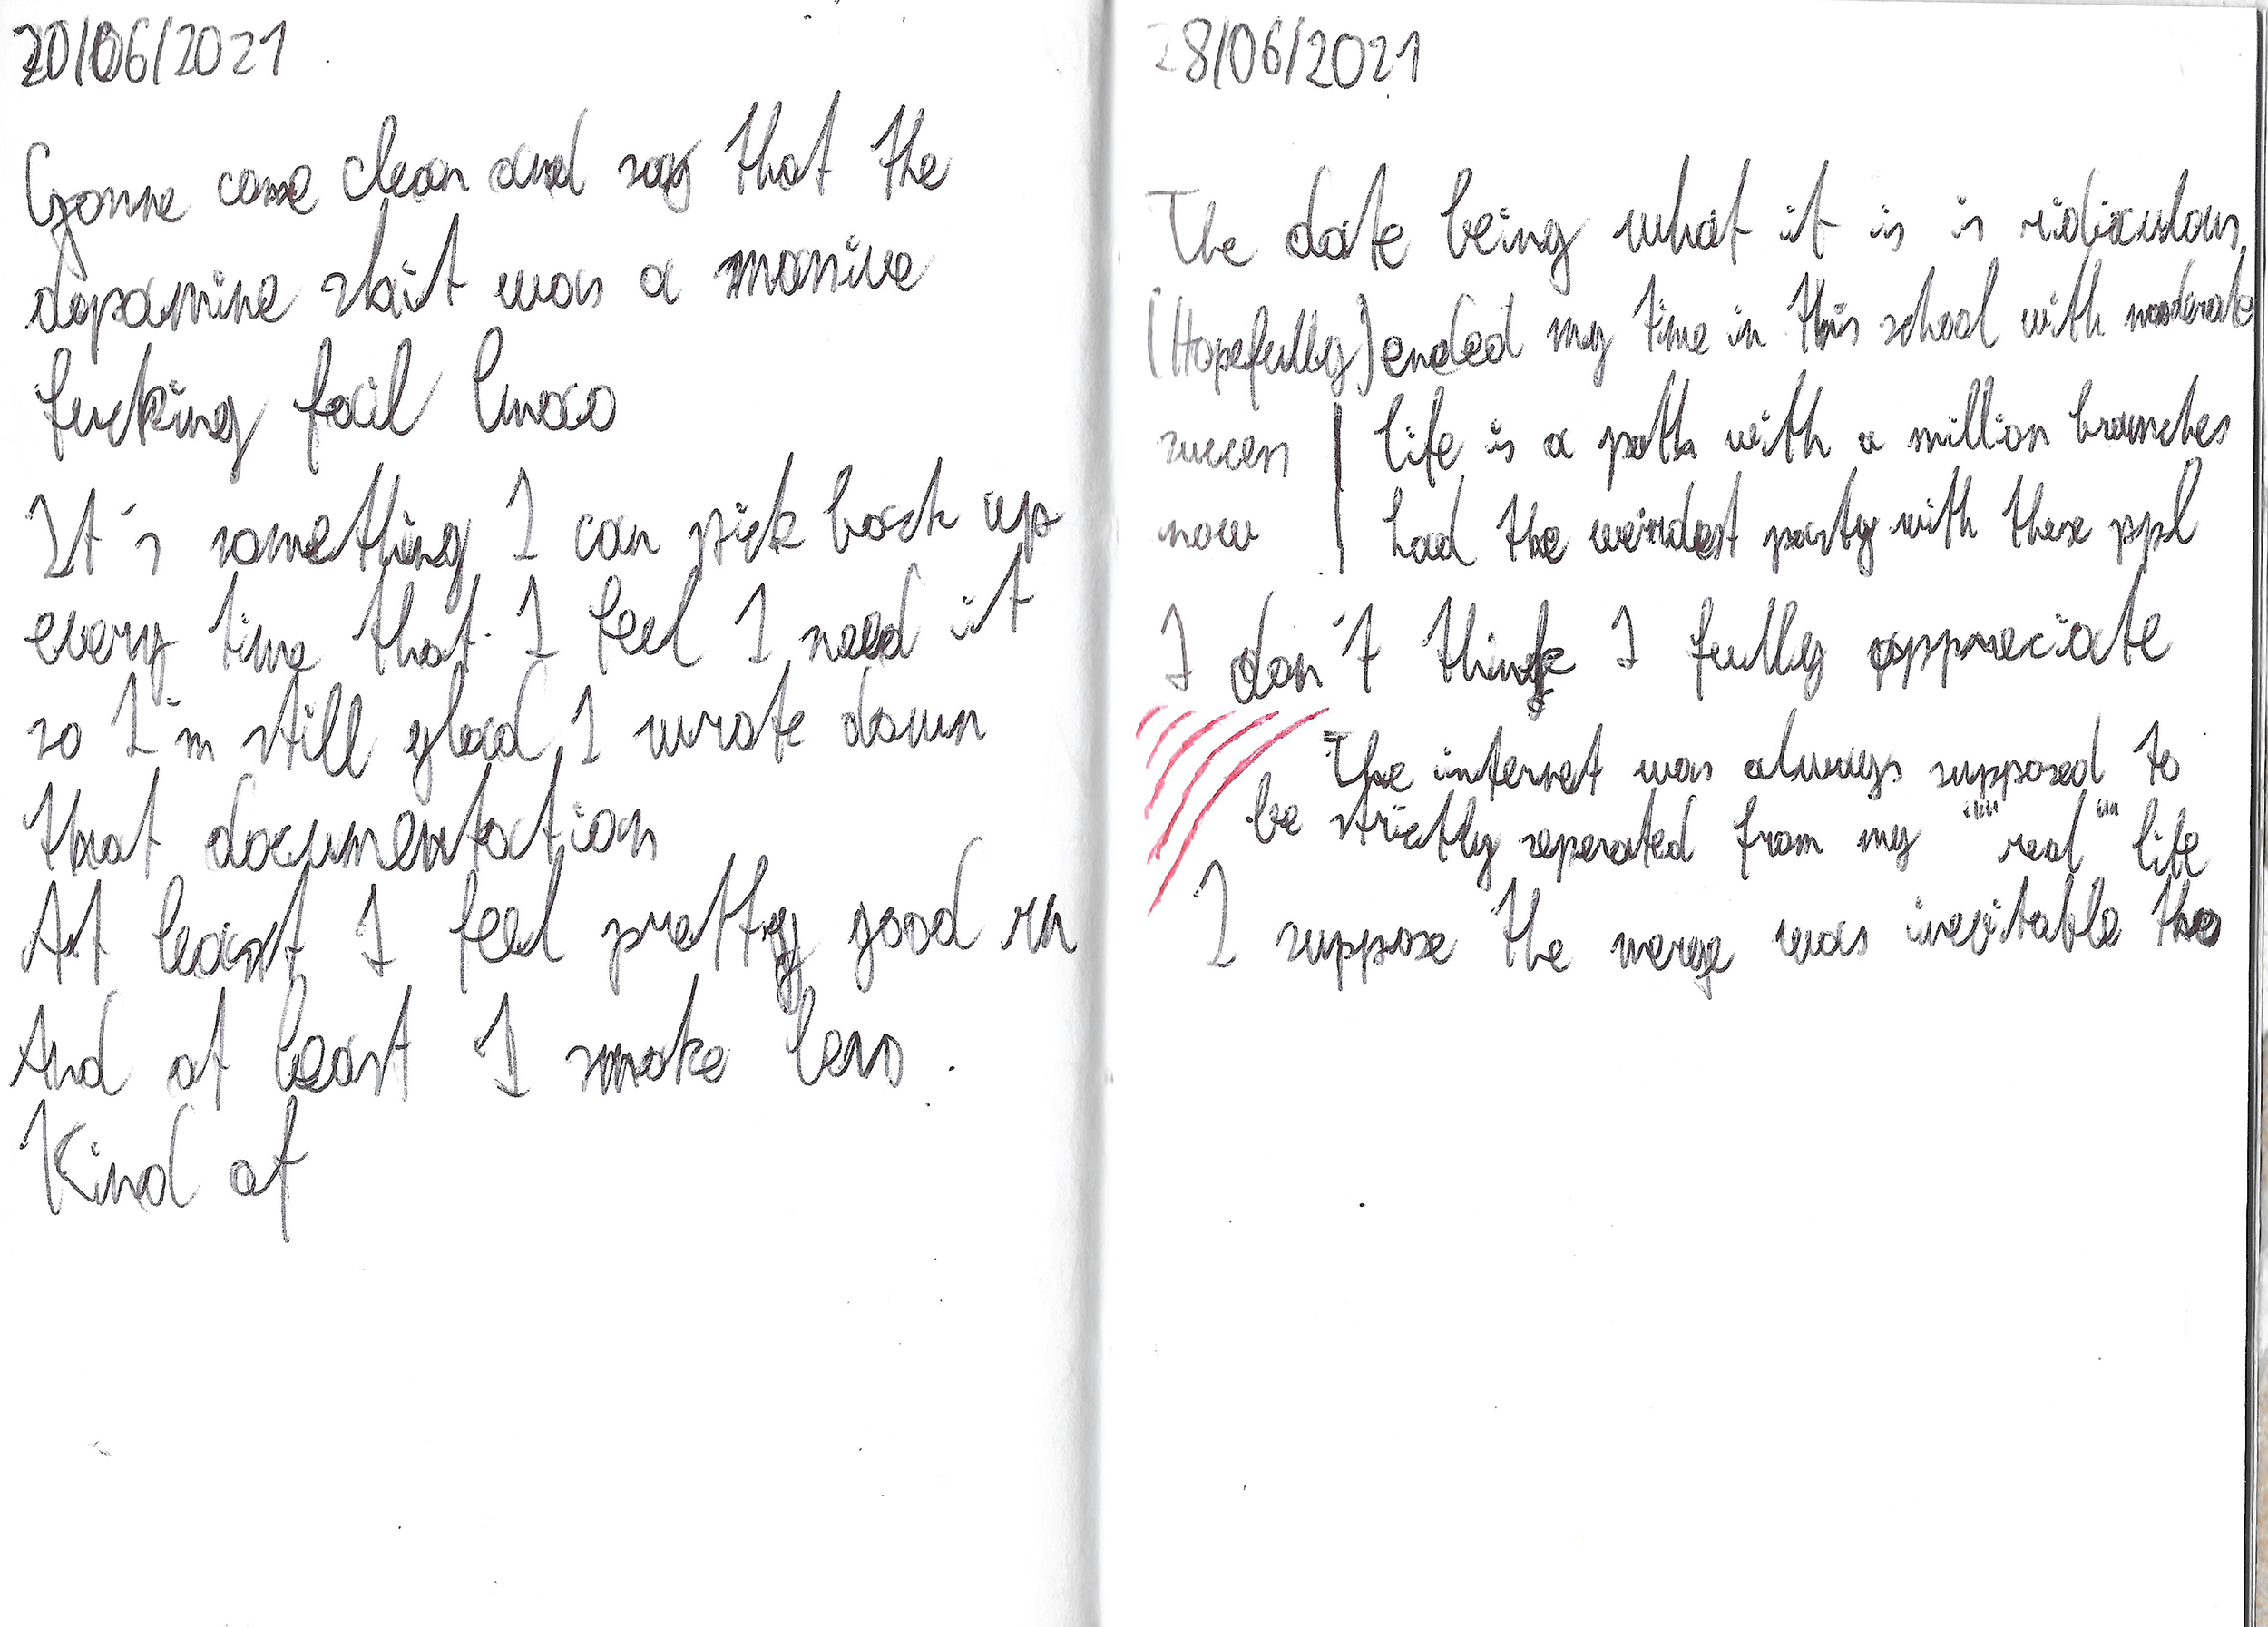 20/06/2021
Gonna come clean and say that the
dopamine shit was a massive
fucking fail lmaoo
It's something I can pick back up
every time that I feel I need it
so I'm still glad I wrote down
that documentation
At least I feel pretty good rn
And at least I smoke less.
Kind of
28/06/2021
The date being what it is is ridiculous
(Hopefully) ended my time in this school with moderate
success | life is a path with a million branches
now | had the weirdest party with these ppl
I don't think I fully appreciate
The internet was always supposed to
be strictly seperated from my """real""" life
I suppose the merge was inevitable tho